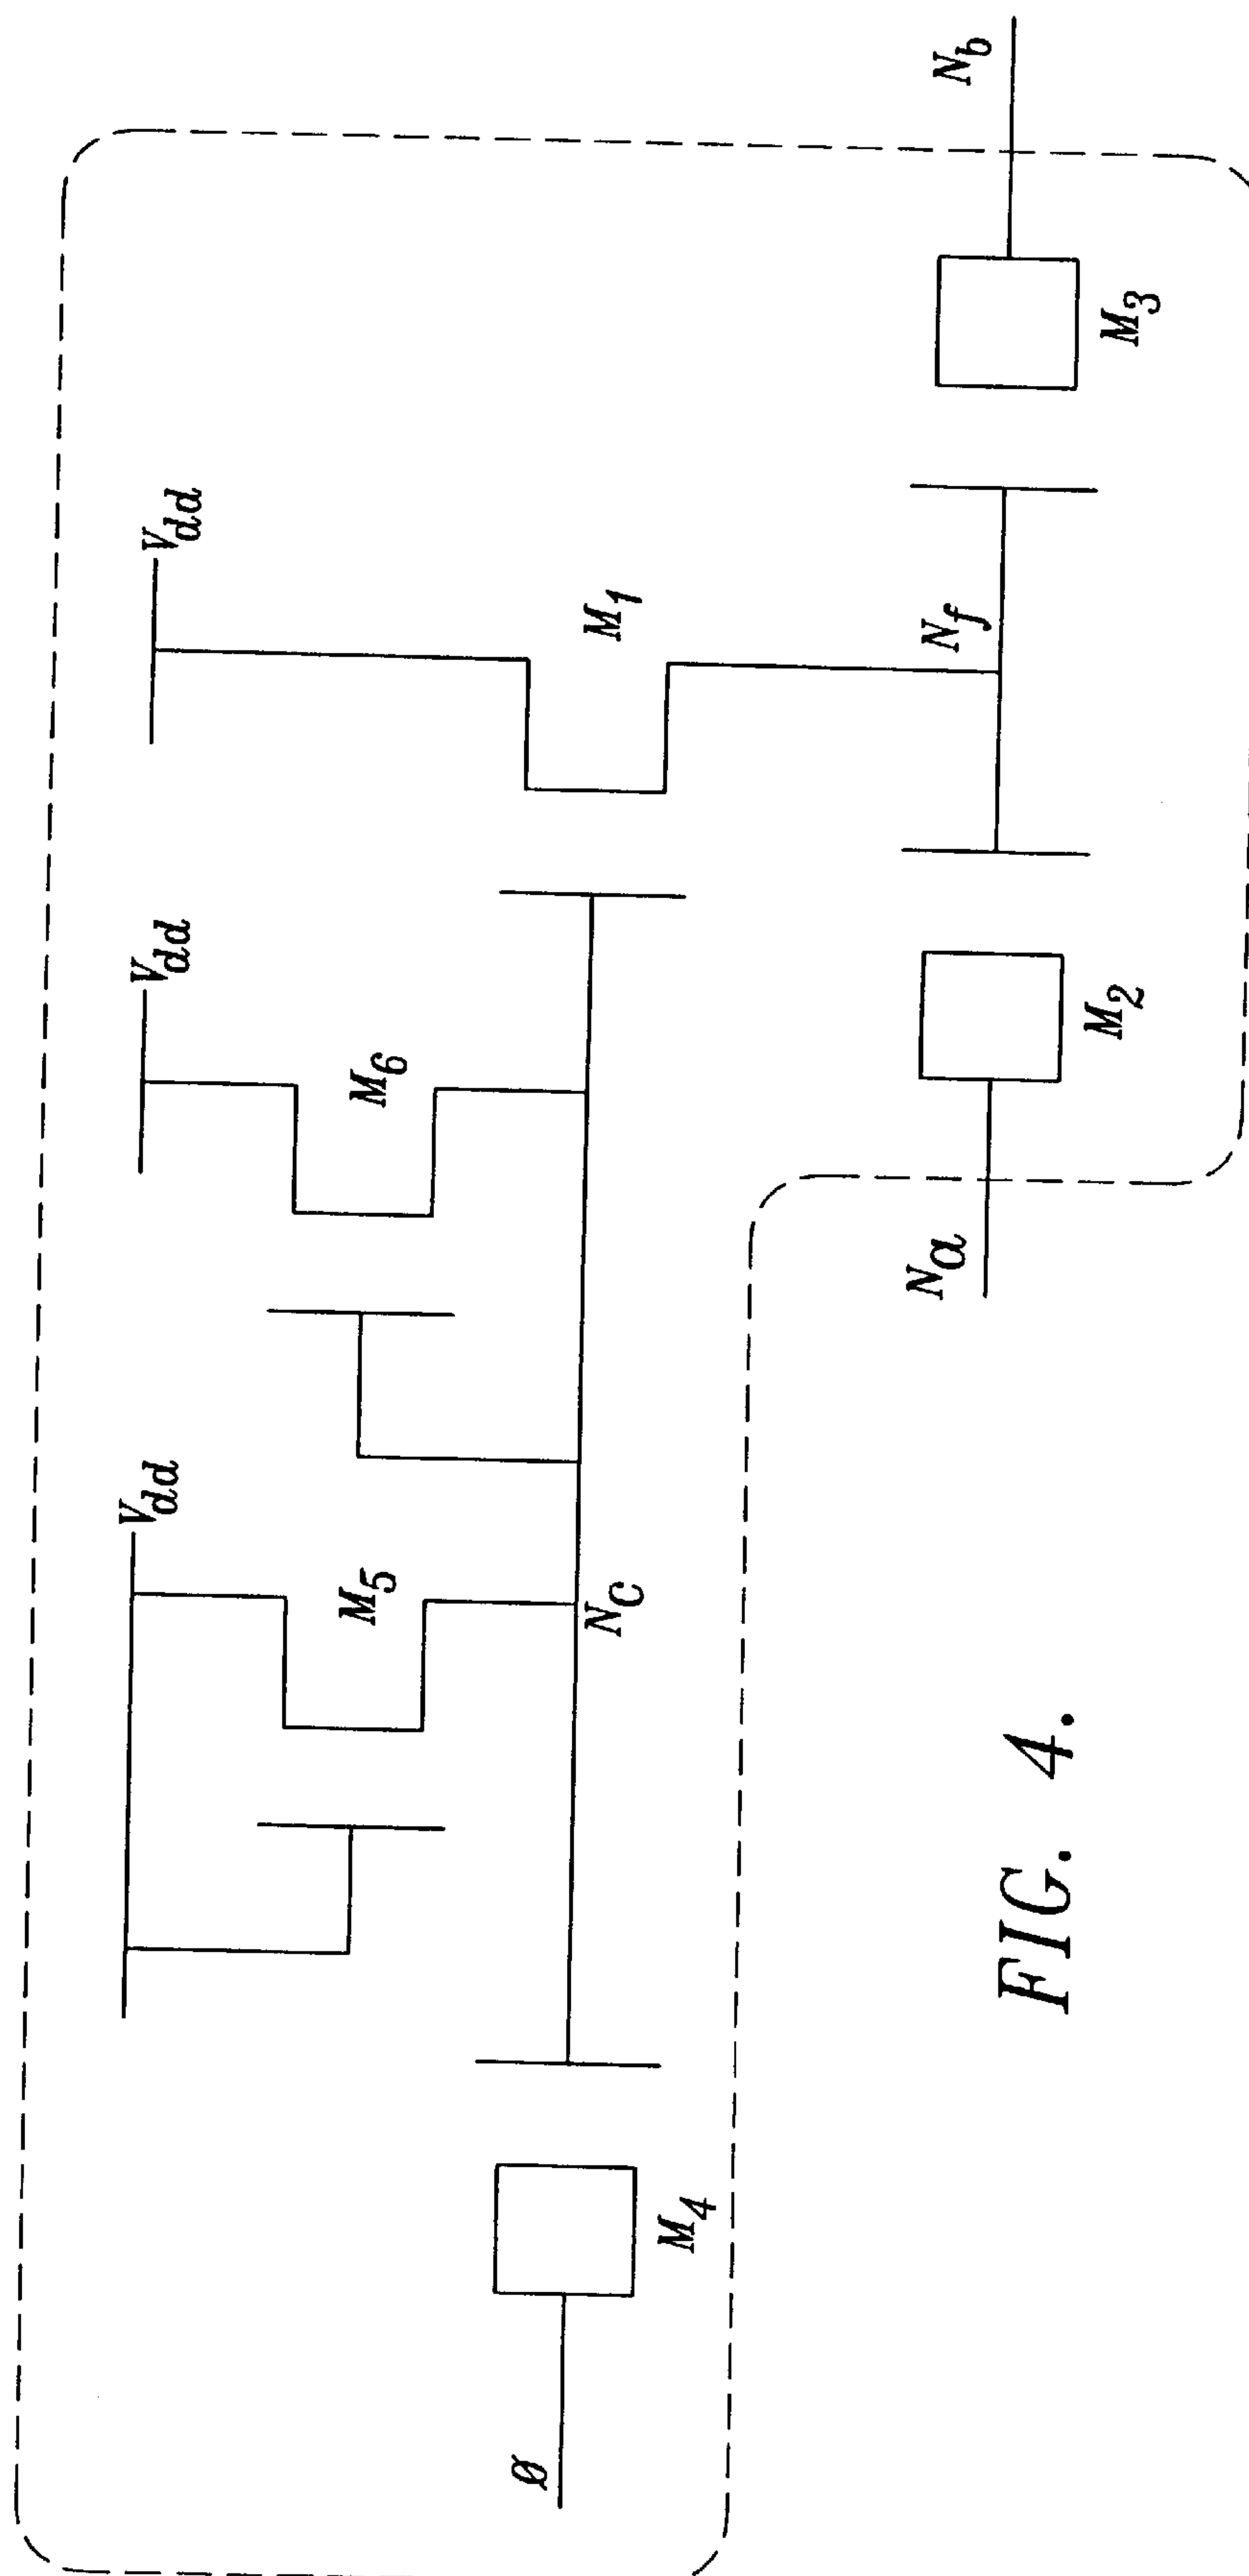 V_dd
V_dd
V_dd
M_5
M_6
M_1
N_C
N_f
Ø
M_4
N_a
M_2
M_3
N_b
FIG. 4.